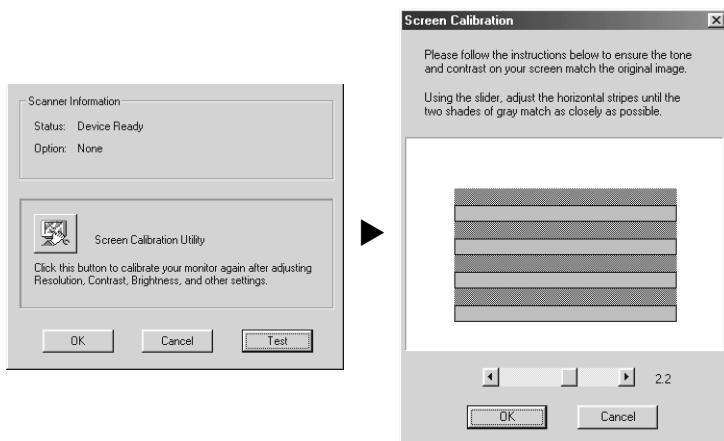 Scanner Information
Status: Device Ready
Option: None
Screen Calibration Utility
Click this button to calibrate your monitor again after adjusting
Resolution, Contrast, Brightness, and other settings.
OK
Cancel
Test
Screen Calibration
Please follow the instructions below to ensure the tone
and contrast on your screen match the original image.
Using the slider, adjust the horizontal stripes until the
two shades of gray match as closely as possible.
2.2
OK
Cancel